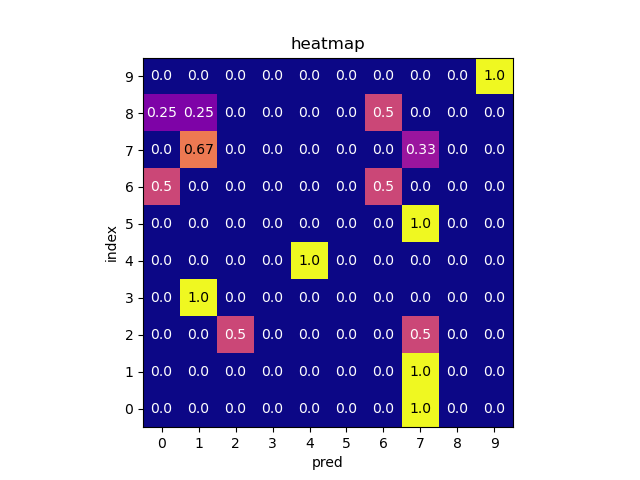 heatmap
9 0.0 0.0 0.0 0.0 0.0 0.0 0.0 0.0 0.0 1.0
8 0.25 0.25 0.0 0.0 0.0 0.0 0.5 0.0 0.0 0.0
7 0.0 0.67 0.0 0.0 0.0 0.0 0.0 0.33 0.0 0.0
6 0.5 0.0 0.0 0.0 0.0 0.0 0.5 0.0 0.0 0.0
5 0.0 0.0 0.0 0.0 0.0 0.0 0.0 1.0 0.0 0.0
index
4 0.0 0.0 0.0 0.0 1.0 0.0 0.0 0.0 0.0 0.0
3 0.0 1.0 0.0 0.0 0.0 0.0 0.0 0.0 0.0 0.0
2 0.0 0.0 0.5 0.0 0.0 0.0 0.0 0.5 0.0 0.0
1 0.0 0.0 0.0 0.0 0.0 0.0 0.0 1.0 0.0 0.0
0 0.0 0.0 0.0 0.0 0.0 0.0 0.0 1.0 0.0 0.0
0 1 2 3 4 5 6 7 8 9
pred